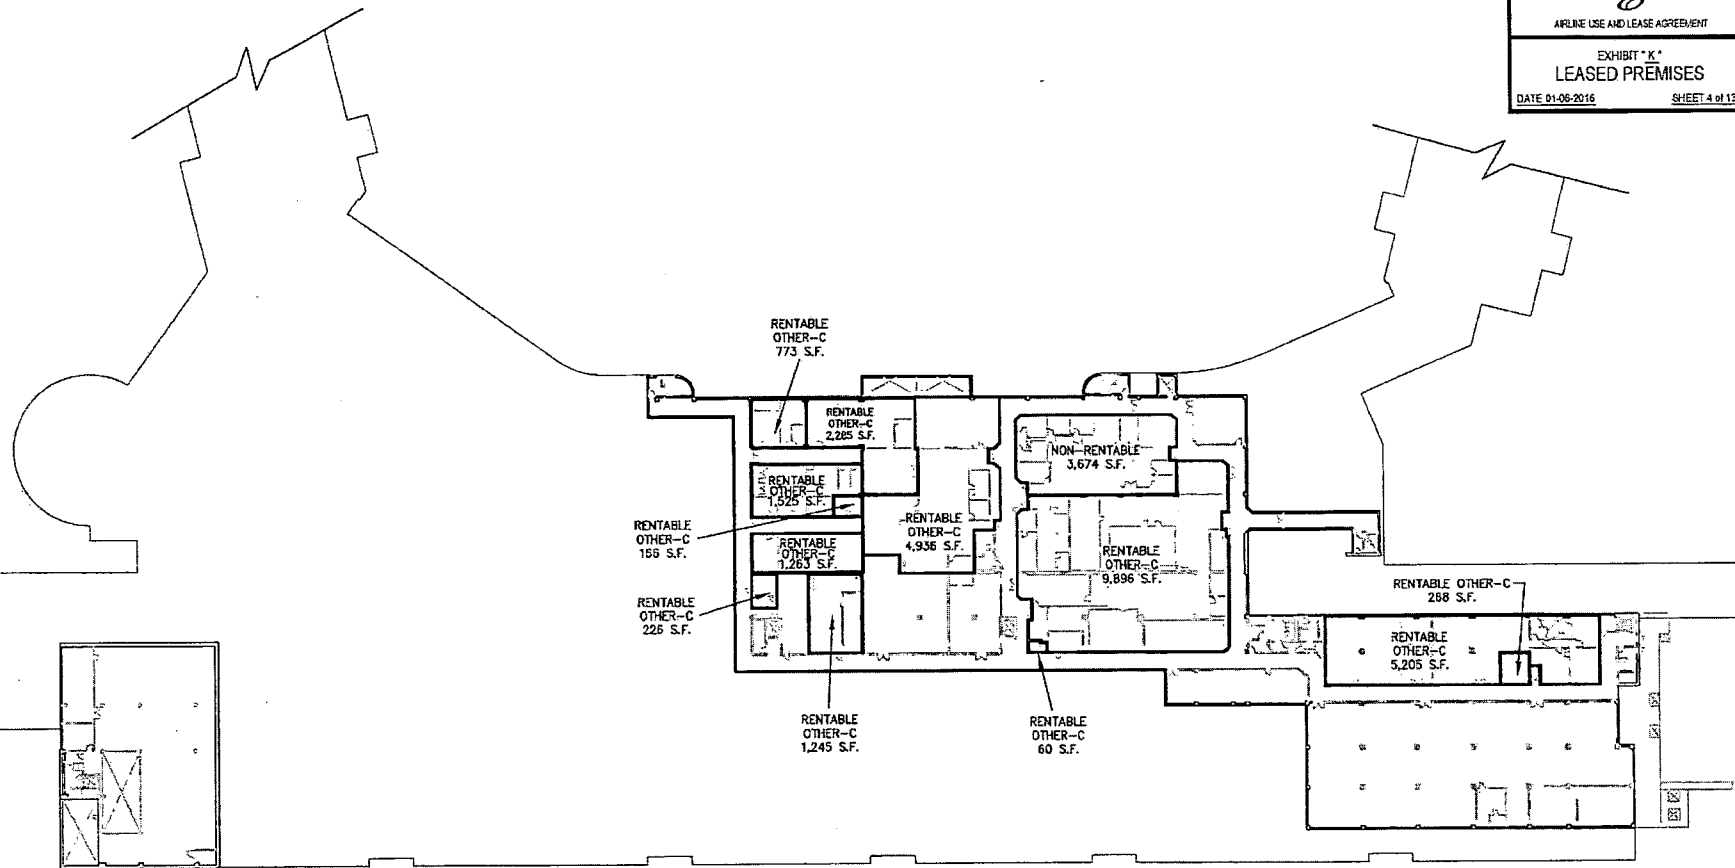 AIRLINE USE AND LEASE AGREEMENT
EXHIBIT "K"
LEASED PREMISES
DATE 01-06-2016 SHEET 4 of 13
RENTABLE
OTHER-C
773 S.F.
RENTABLE
OTHER-C
2,285 S.F.
NON-RENTABLE
3,674 S.F.
RENTABLE
OTHER-C
1,525 S.F.
RENTABLE
OTHER-C
156 S.F.
RENTABLE
OTHER-C
4,936 S.F.
RENTABLE
OTHER-C
1,263 S.F.
RENTABLE
OTHER-C
9,896 S.F.
RENTABLE
OTHER-C
226 S.F.
RENTABLE OTHER-C
268 S.F.
RENTABLE
OTHER-C
5,205 S.F.
RENTABLE
OTHER-C
1,245 S.F.
RENTABLE
OTHER-C
60 S.F.